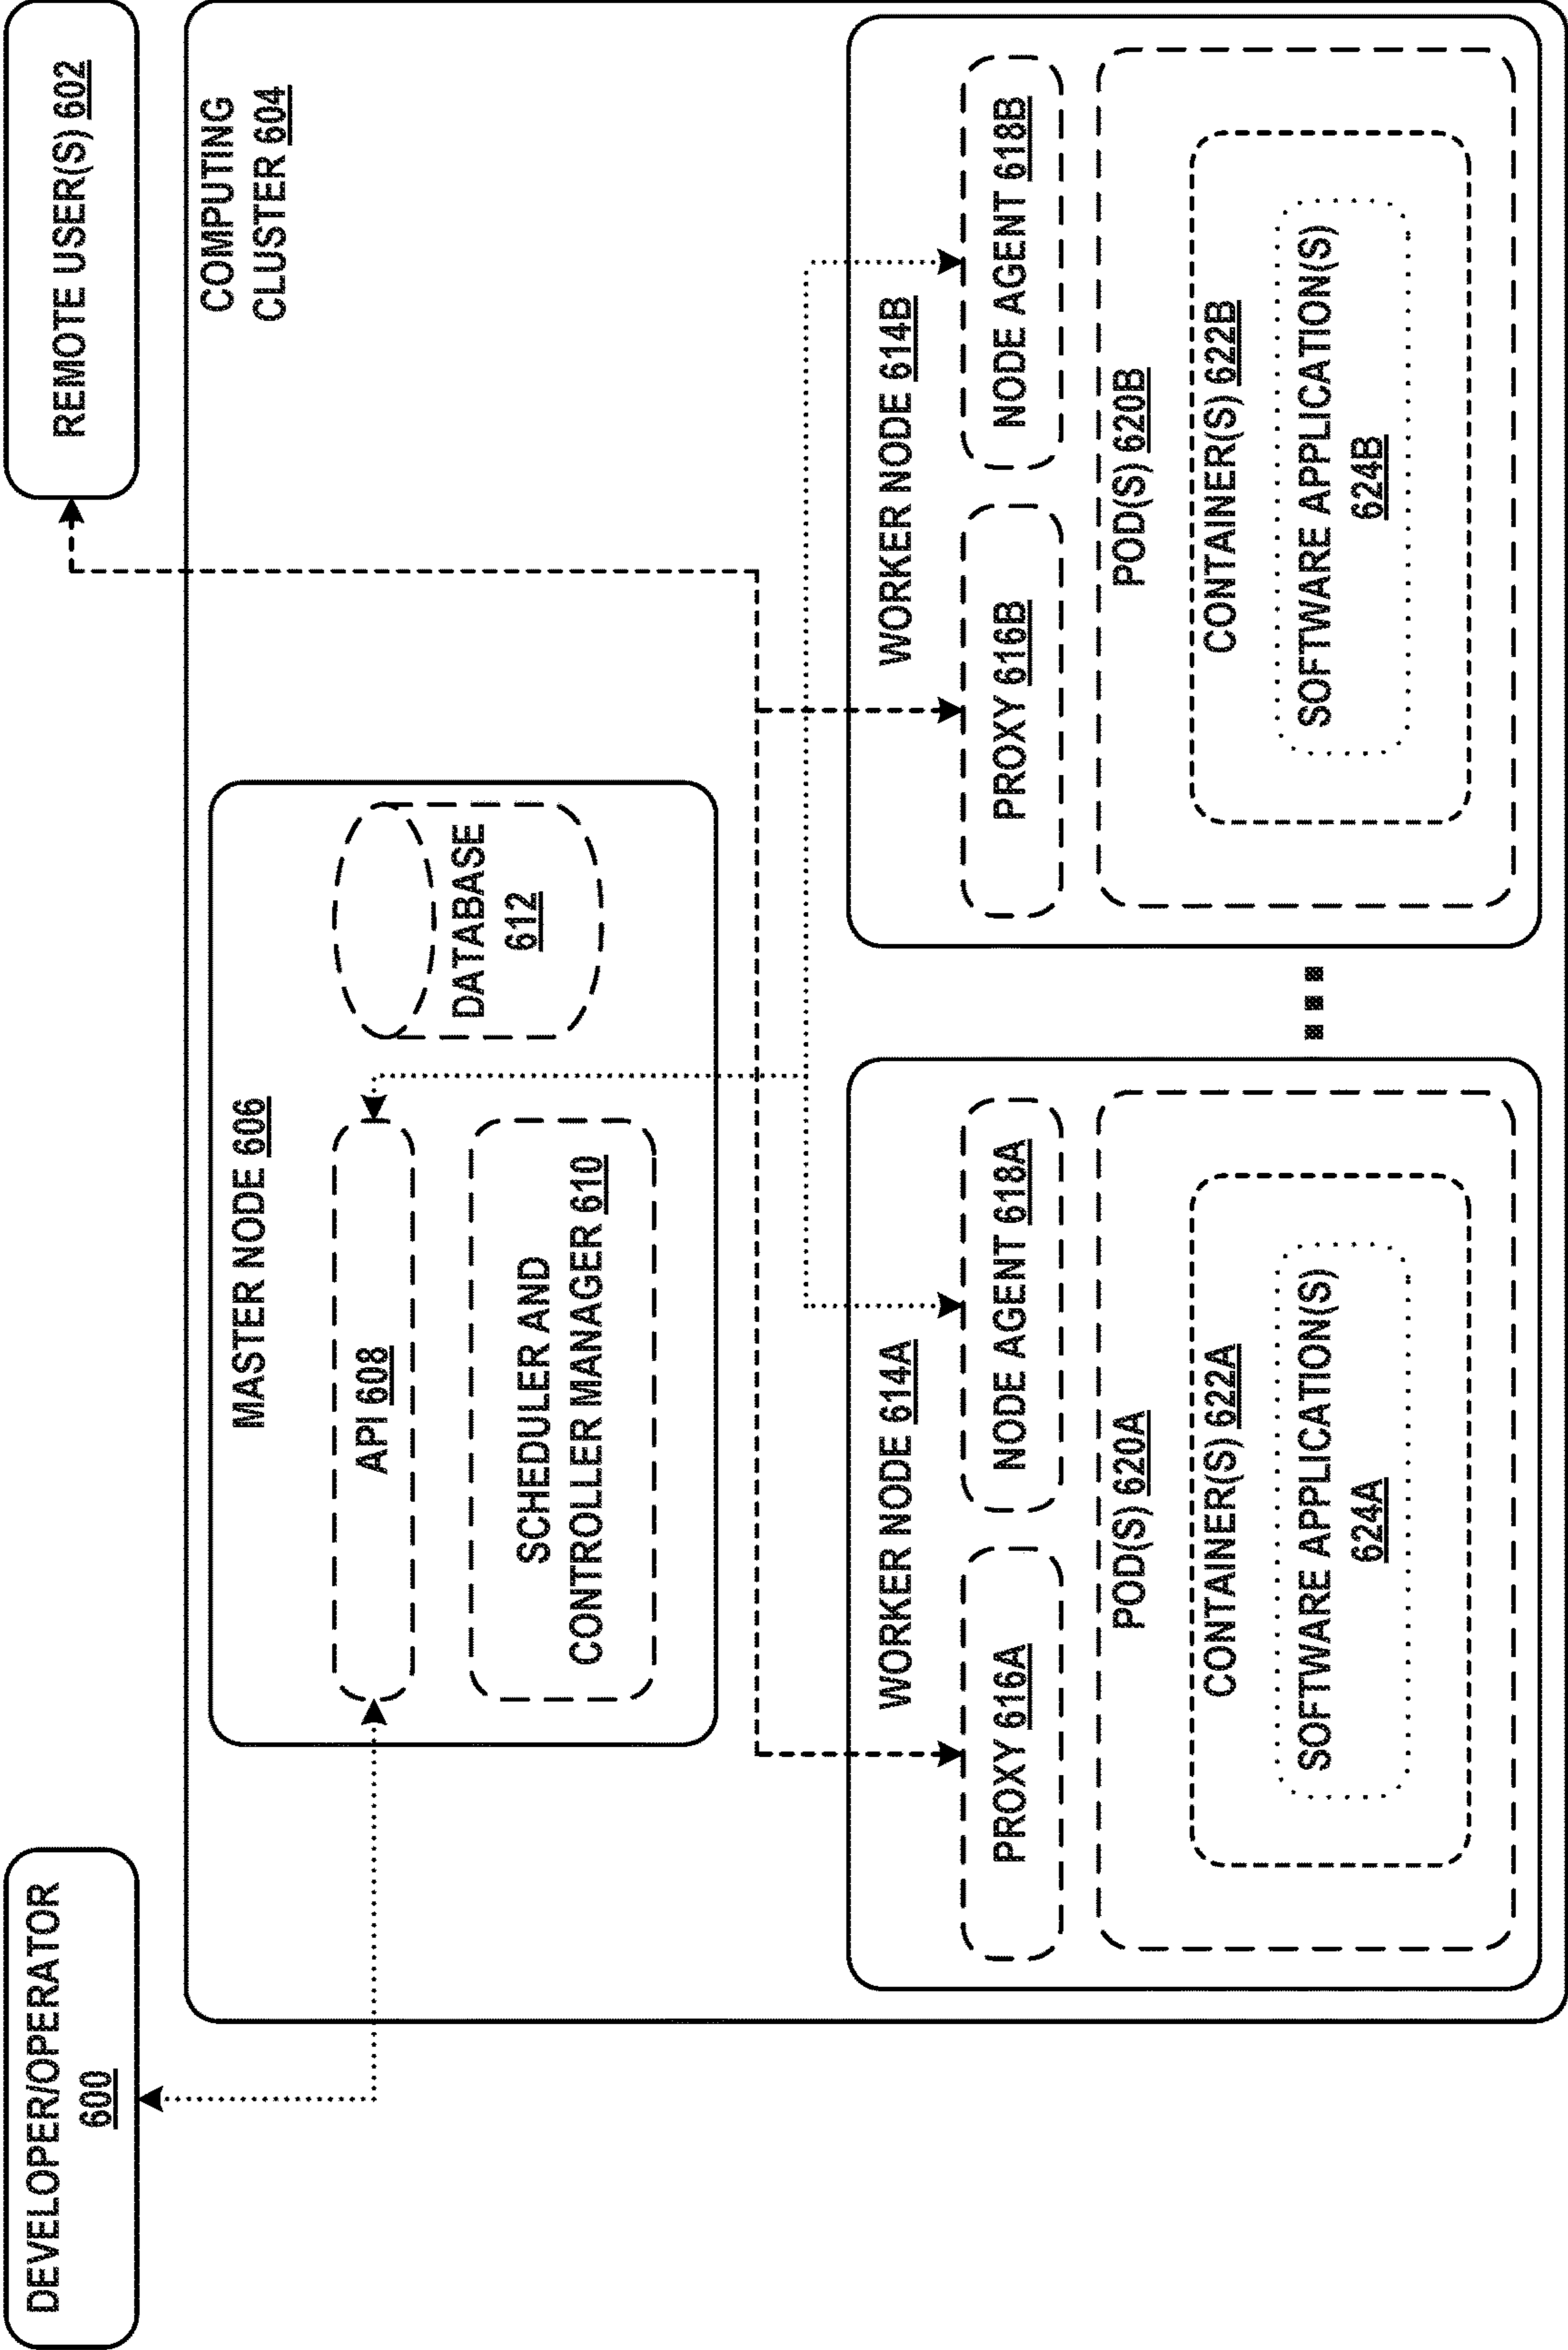 DEVELOPER/OPERATOR
600
REMOTE USER(S) 602
COMPUTING
CLUSTER 604
MASTER NODE 606
API 608
SCHEDULER AND
CONTROLLER MANAGER 610
DATABASE
612
WORKER NODE 614A
PROXY 616A
NODE AGENT 618A
POD(S) 620A
CONTAINER(S) 622A
SOFTWARE APPLICATION(S)
624A
WORKER NODE 614B
PROXY 616B
NODE AGENT 618B
POD(S) 620B
CONTAINER(S) 622B
SOFTWARE APPLICATION(S)
624B